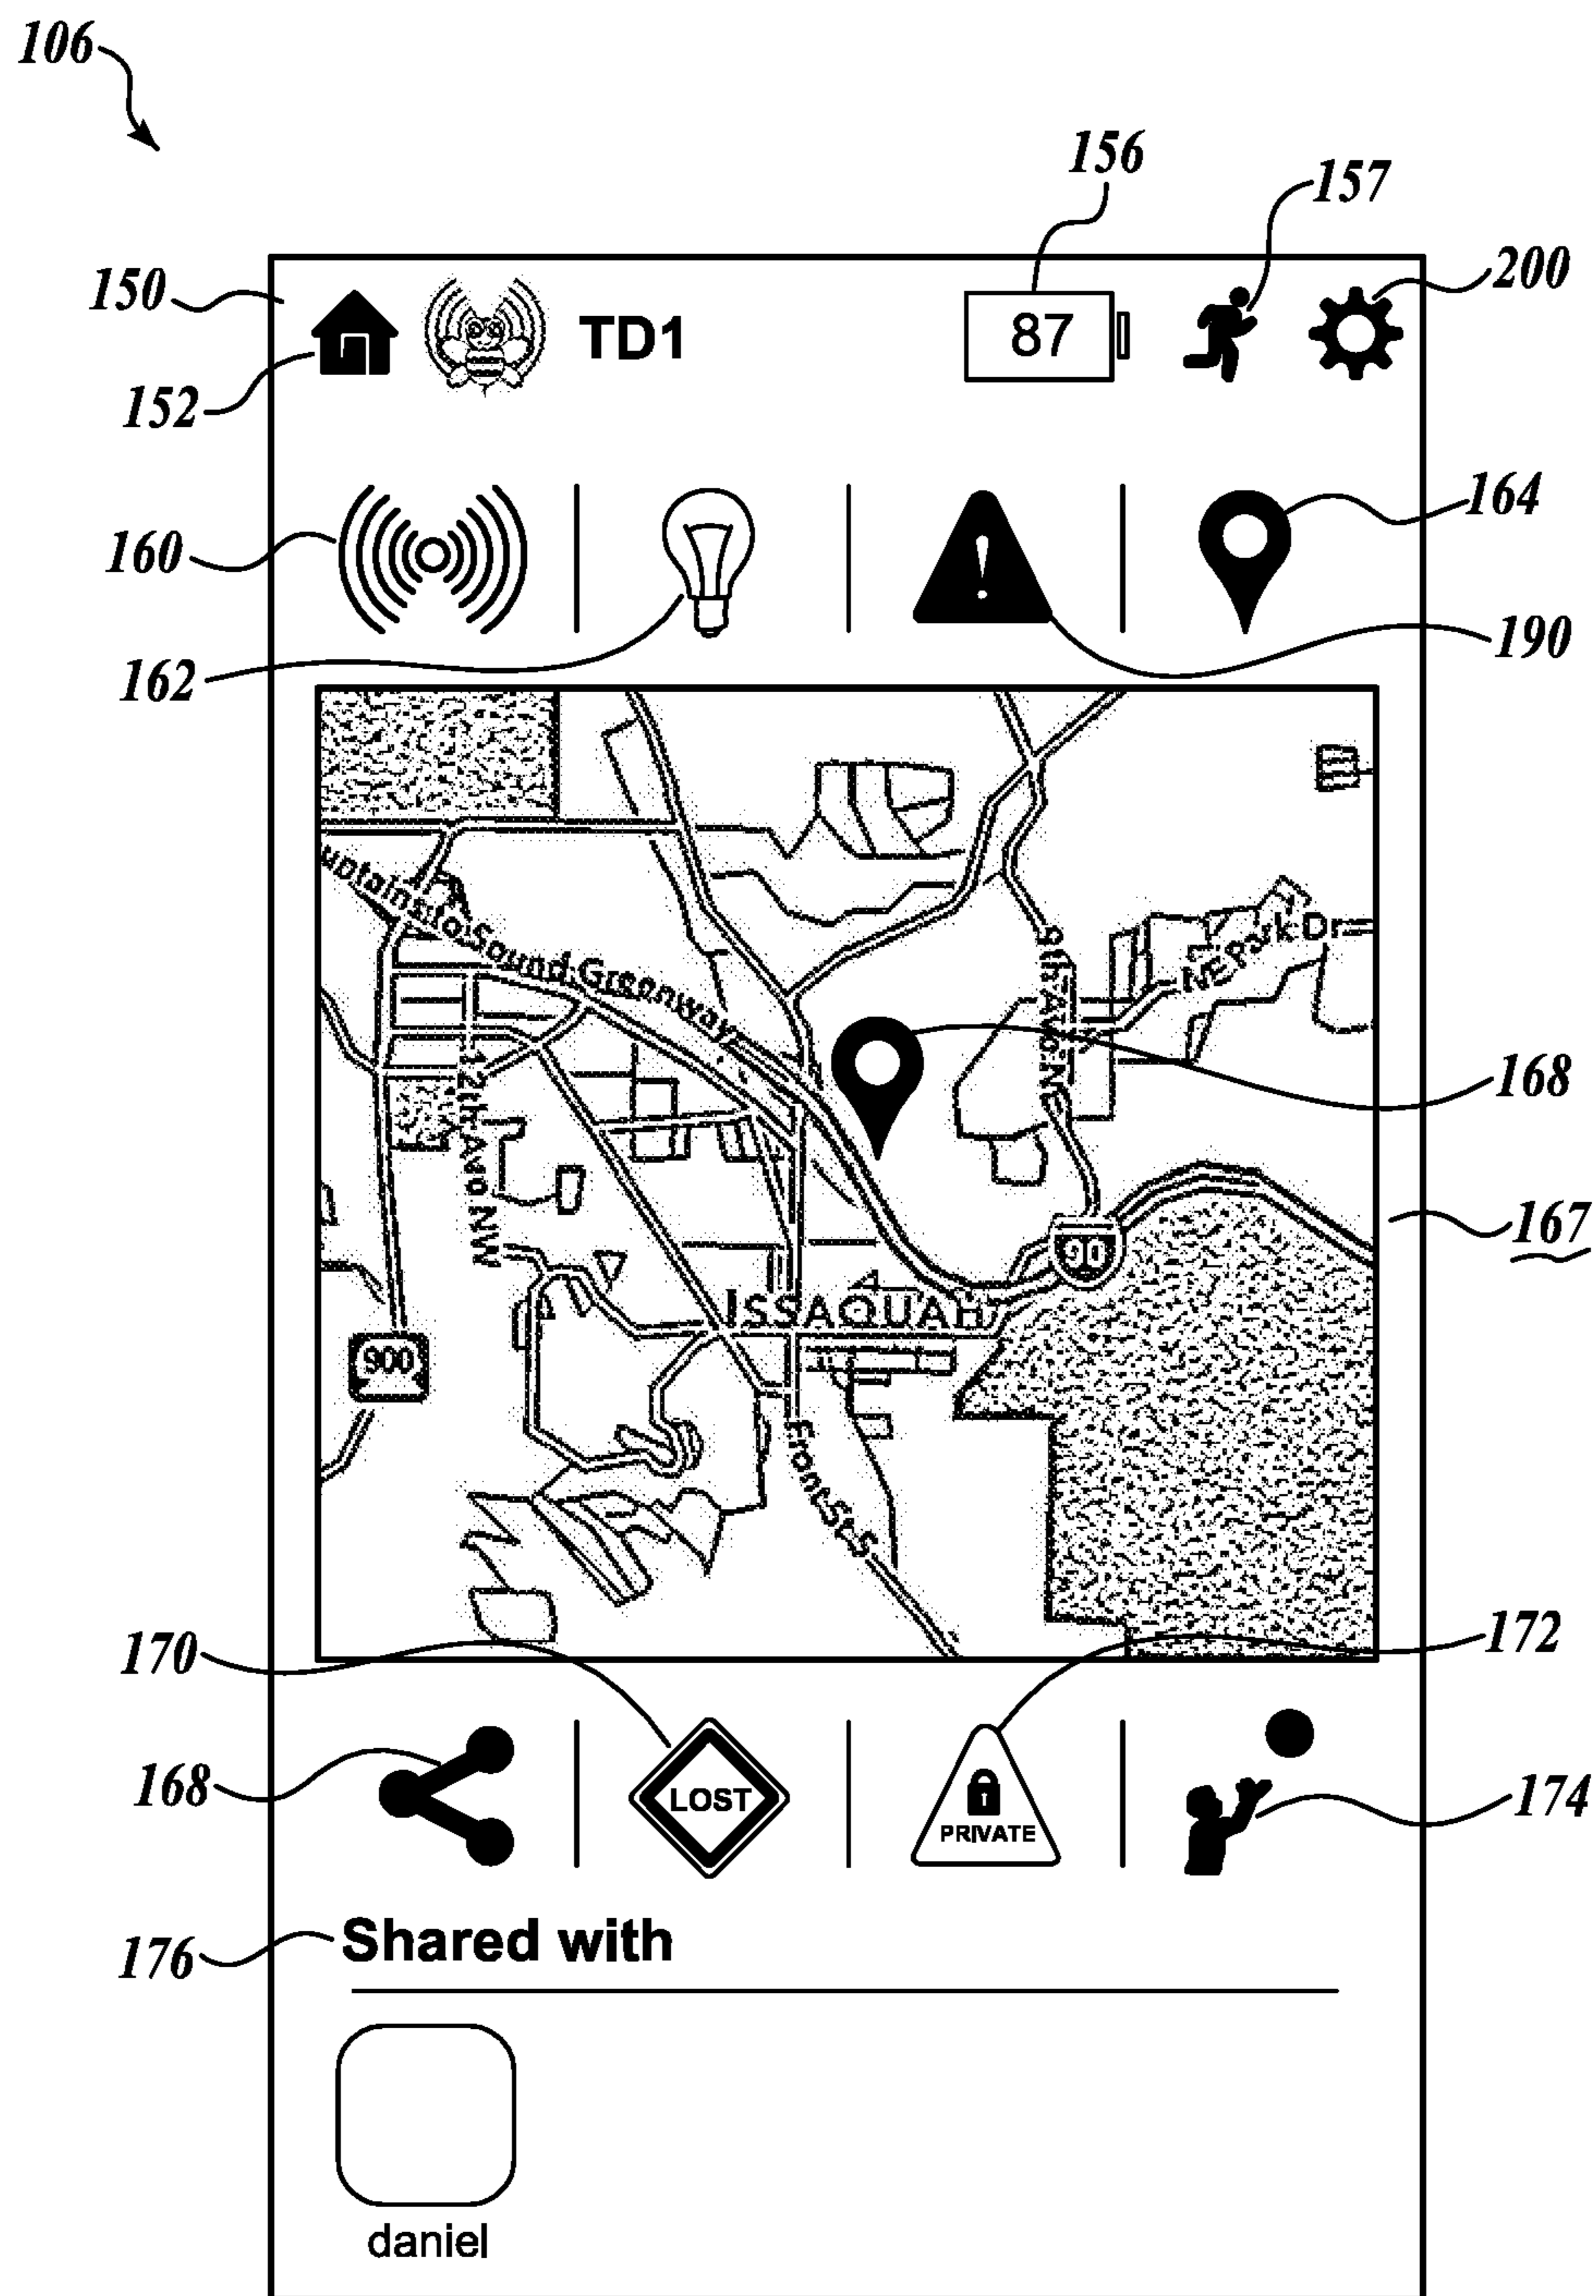 106
156
157
150
200
TD1
87
152
160
164
162
190
untains to Sound Greenway
9th Ave NE
NE Park Dr
12th Ave NW
168
167
90
ISSAQUAH
900
Front St S
170
172
168
LOST
PRIVATE
174
176
Shared with
daniel